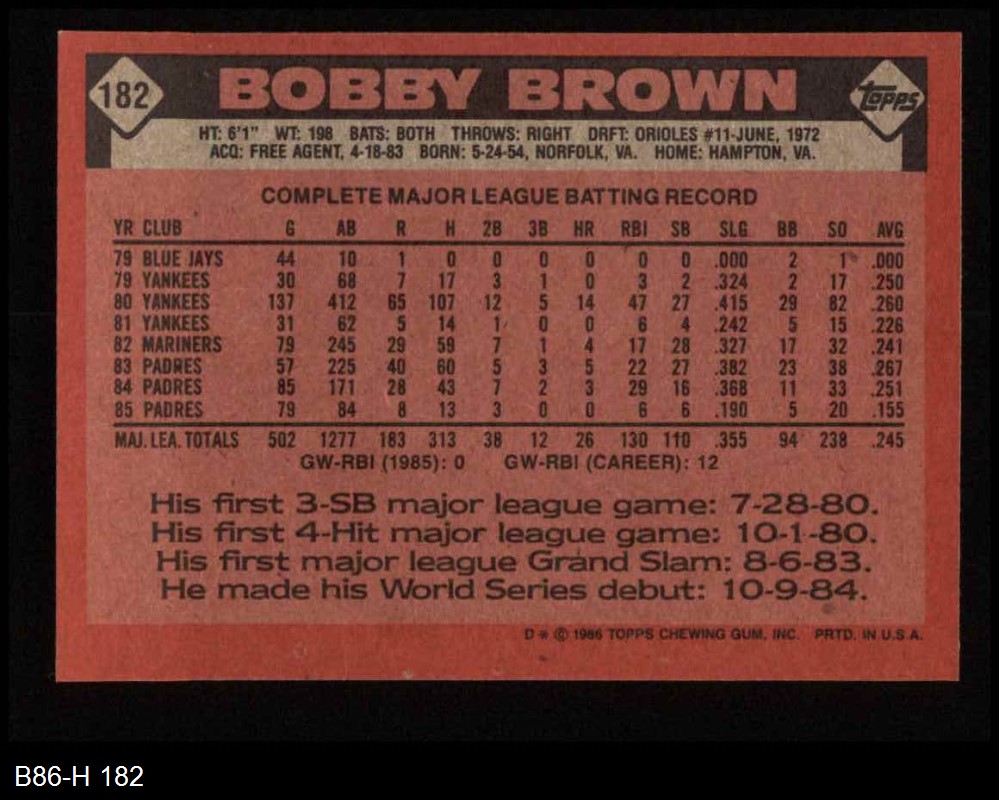 182
BOBBY BROWN
TOPPS
HT: 6'1" WT: 198 BATS: BOTH THROWS: RIGHT DRFT: ORIOLES #11-JUNE, 1972
ACQ: FREE AGENT, 4-18-83 BORN: 5-24-54, NORFOLK, VA. HOME: HAMPTON, VA.
COMPLETE MAJOR LEAGUE BATTING RECORD
YR CLUB G AB R H 2B 3B HR RBI SB SLG BB SO AVG
79 BLUE JAYS 44 10 1 0 0 0 0 0 0 .000 2 1 .000
79 YANKEES 30 68 7 17 3 1 0 3 2 .324 2 17 .250
80 YANKEES 137 412 65 107 12 5 14 47 27 .415 29 82 .260
81 YANKEES 31 62 5 14 1 0 0 6 4 .242 5 15 .226
82 MARINERS 79 245 29 59 7 1 4 17 28 .327 17 32 .241
83 PADRES 57 225 40 60 5 3 5 22 27 .382 23 38 .267
84 PADRES 85 171 28 43 7 2 3 29 16 .368 11 33 .251
85 PADRES 79 84 8 13 3 0 0 6 6 .190 5 20 .155
MAJ. LEA. TOTALS 502 1277 183 313 38 12 26 130 110 .355 94 238 .245
GW-RBI (1985): 0 GW-RBI (CAREER): 12
His first 3-SB major league game: 7-28-80.
His first 4-Hit major league game: 10-1-80.
His first major league Grand Slam: 8-6-83.
He made his World Series debut: 10-9-84.
D * © 1986 TOPPS CHEWING GUM, INC. PRTD. IN U.S.A.
B86-H 182